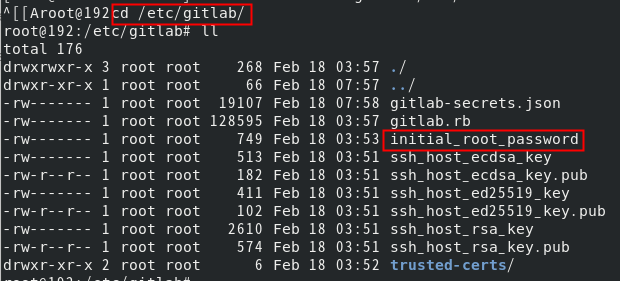 ^[[Aroot@192cd /etc/gitlab/
root@192:/etc/gitlab# ll
total 176
drwxrwxr-x 3 root root    268 Feb 18 03:57 ./
drwxr-xr-x 1 root root     66 Feb 18 07:57 ../
-rw------- 1 root root  19107 Feb 18 07:58 gitlab-secrets.json
-rw------- 1 root root 128595 Feb 18 03:57 gitlab.rb
-rw------- 1 root root    749 Feb 18 03:53 initial_root_password
-rw------- 1 root root    513 Feb 18 03:51 ssh_host_ecdsa_key
-rw-r--r-- 1 root root    182 Feb 18 03:51 ssh_host_ecdsa_key.pub
-rw------- 1 root root    411 Feb 18 03:51 ssh_host_ed25519_key
-rw-r--r-- 1 root root    102 Feb 18 03:51 ssh_host_ed25519_key.pub
-rw------- 1 root root   2610 Feb 18 03:51 ssh_host_rsa_key
-rw-r--r-- 1 root root    574 Feb 18 03:51 ssh_host_rsa_key.pub
drwxr-xr-x 2 root root      6 Feb 18 03:52 trusted-certs/
root@192:/etc/gitlab#